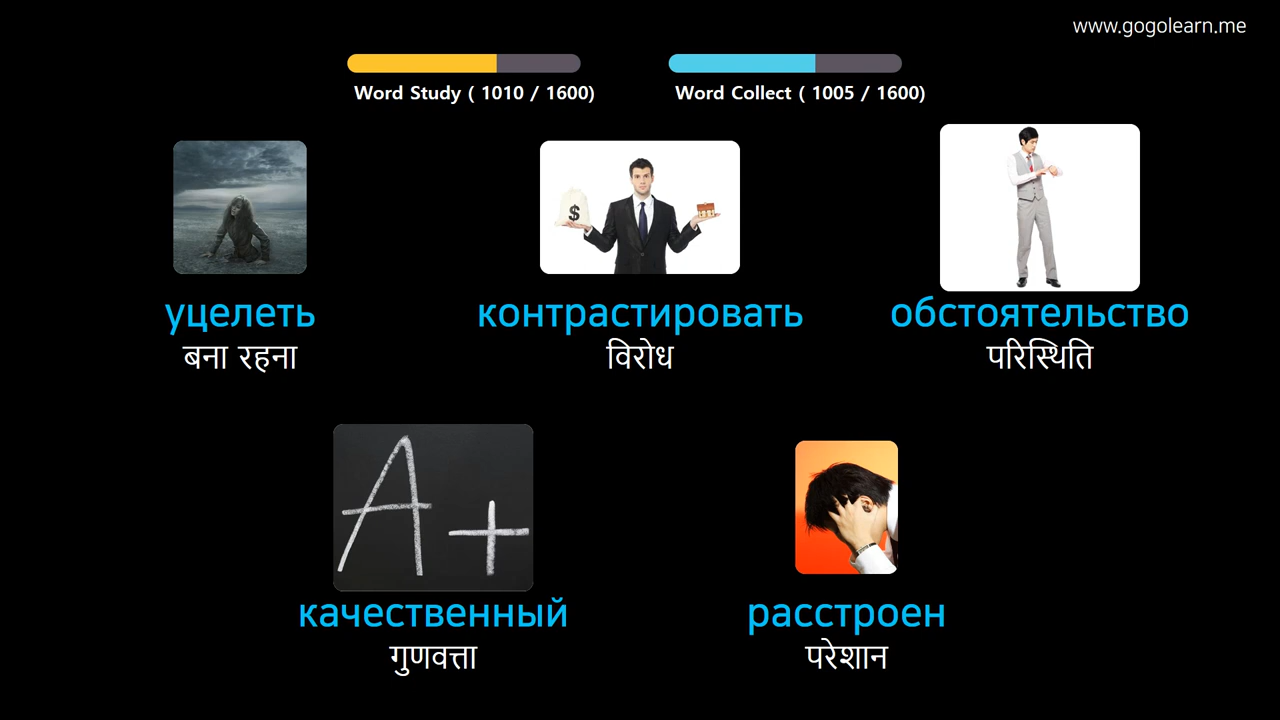 www.gogolearn.me
Word Study ( 1010 / 1600)
Word Collect ( 1005 / 1600)
$
уцелеть
बना रहना
контрастировать
विरोध
обстоятельство
परिस्थिति
A+
качественный
गुणवत्ता
расстроен
परेशान